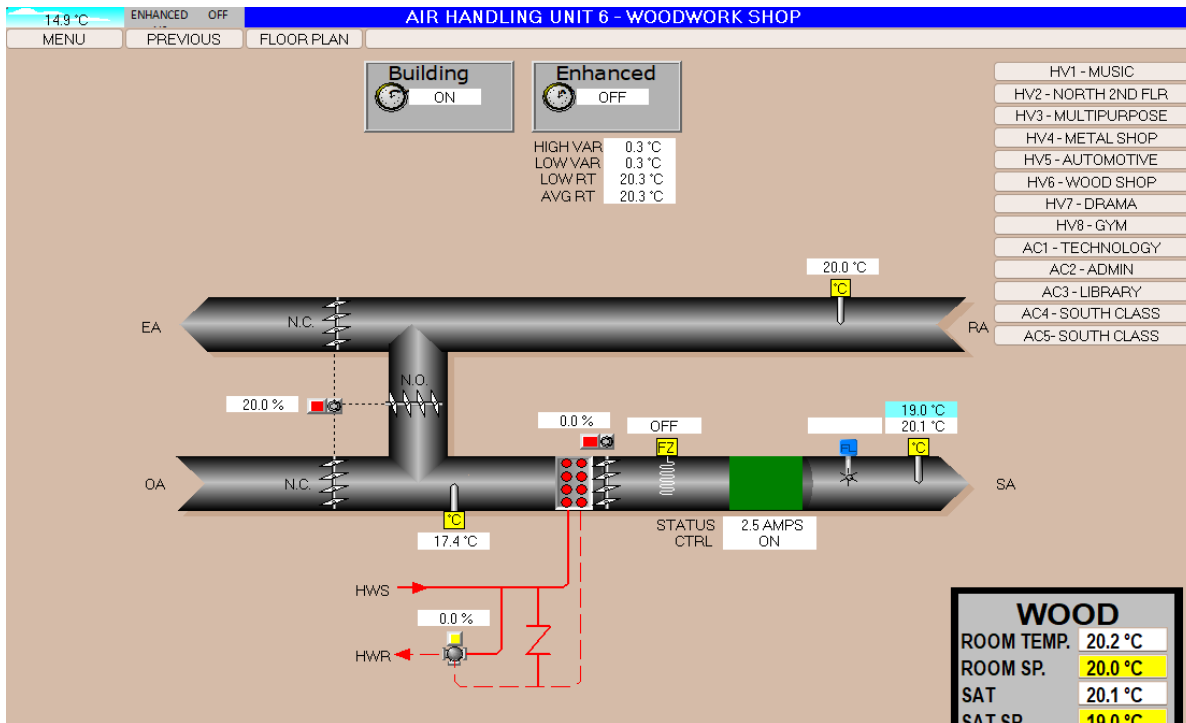 14.9 °C
ENHANCED OFF
AIR HANDLING UNIT 6 - WOODWORK SHOP
MENU
PREVIOUS
FLOOR PLAN
Building
ON
Enhanced
OFF
HIGH VAR 0.3 °C
LOW VAR 0.3 °C
LOW RT 20.3 °C
AVG RT 20.3 °C
HV1 - MUSIC
HV2 - NORTH 2ND FLR
HV3 - MULTIPURPOSE
HV4 - METAL SHOP
HV5 - AUTOMOTIVE
HV6 - WOOD SHOP
HV7 - DRAMA
HV8 - GYM
AC1 - TECHNOLOGY
AC2 - ADMIN
AC3 - LIBRARY
AC4 - SOUTH CLASS
AC5- SOUTH CLASS
20.0 °C
°C
EA
N.C.
RA
N.O.
20.0 %
0.0 %
OFF
FZ
FL
19.0 °C
20.1 °C
°C
OA
N.C.
SA
°C
17.4 °C
STATUS 2.5 AMPS
CTRL ON
HWS
0.0 %
HWR
WOOD
ROOM TEMP. 20.2 °C
ROOM SP. 20.0 °C
SAT 20.1 °C
SAT SP 19.0 °C